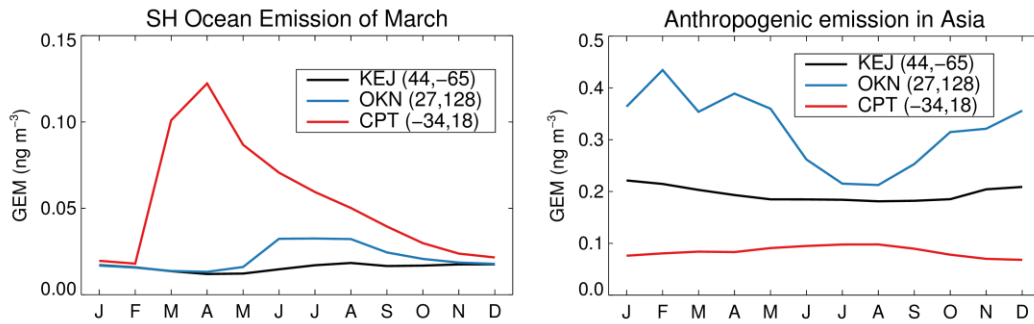 SH Ocean Emission of March
0.15
0.10
0.05
0.00
GEM (ng m⁻³)
KEJ (44,−65)
OKN (27,128)
CPT (−34,18)
J F M A M J J A S O N D
Anthropogenic emission in Asia
0.5
0.4
0.3
0.2
0.1
0.0
GEM (ng m⁻³)
KEJ (44,−65)
OKN (27,128)
CPT (−34,18)
J F M A M J J A S O N D